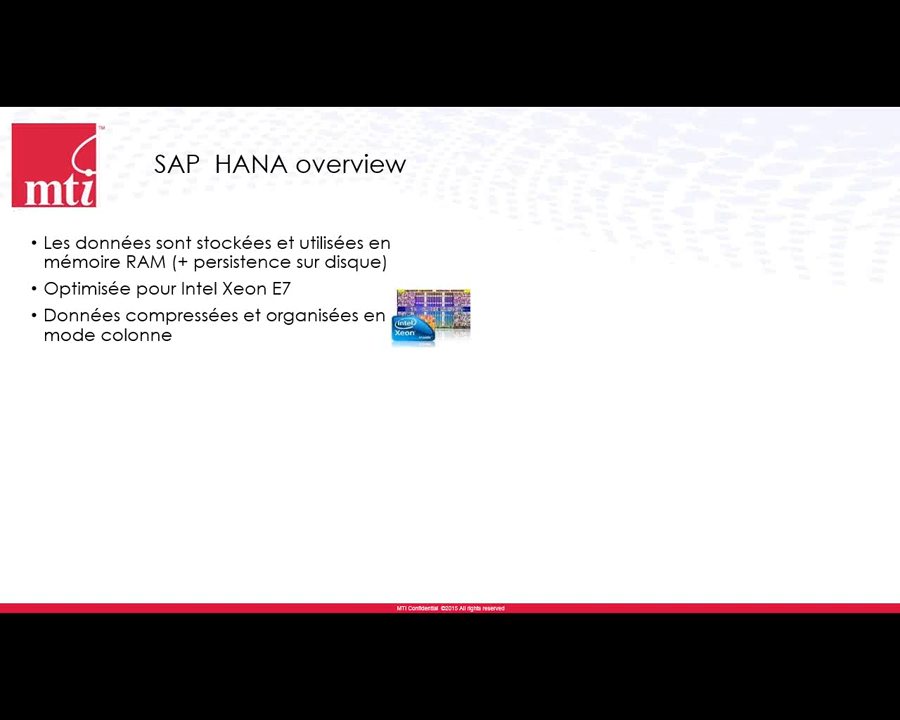 mti
TM
SAP HANA overview
• Les données sont stockées et utilisées en
mémoire RAM (+ persistence sur disque)
• Optimisée pour Intel Xeon E7
• Données compressées et organisées en
mode colonne
intel
Xeon
MTI Confidential ©2015 All rights reserved